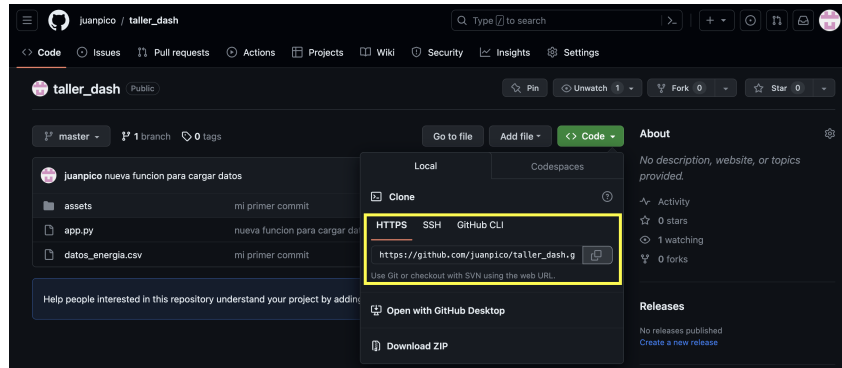 juanpico / taller_dash
Type / to search
Code Issues Pull requests Actions Projects Wiki Security Insights Settings
taller_dash Public
Pin Unwatch 1 Fork 0 Star 0
master 1 branch 0 tags Go to file Add file Code
juanpico nueva funcion para cargar datos
assets mi primer commit
app.py nueva funcion para cargar da
datos_energia.csv mi primer commit
Help people interested in this repository understand your project by adding
Local Codespaces
Clone
HTTPS SSH GitHub CLI
https://github.com/juanpico/taller_dash.g
Use Git or checkout with SVN using the web URL.
Open with GitHub Desktop
Download ZIP
About
No description, website, or topics
provided.
Activity
0 stars
1 watching
0 forks
Releases
No releases published
Create a new release